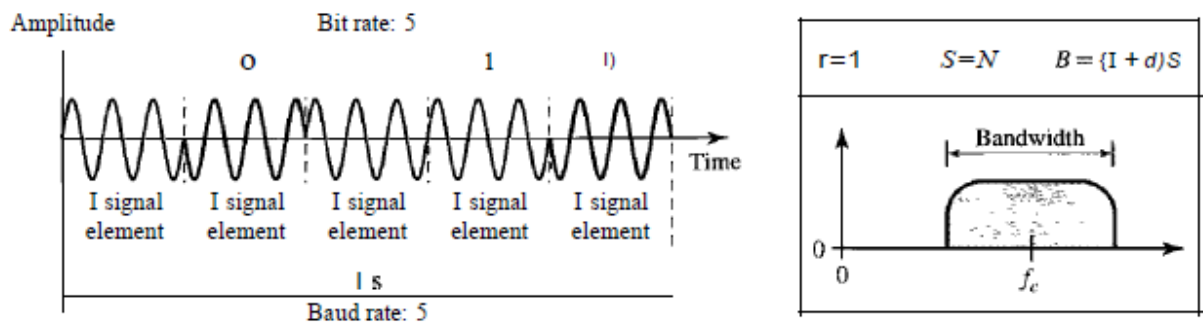 Amplitude
Bit rate: 5
0 1 I)
Time
I signal element
I signal element
I signal element
I signal element
I signal element
I s
Baud rate: 5
r=1 S=N B = (I + d)S
Bandwidth
0
0
fc